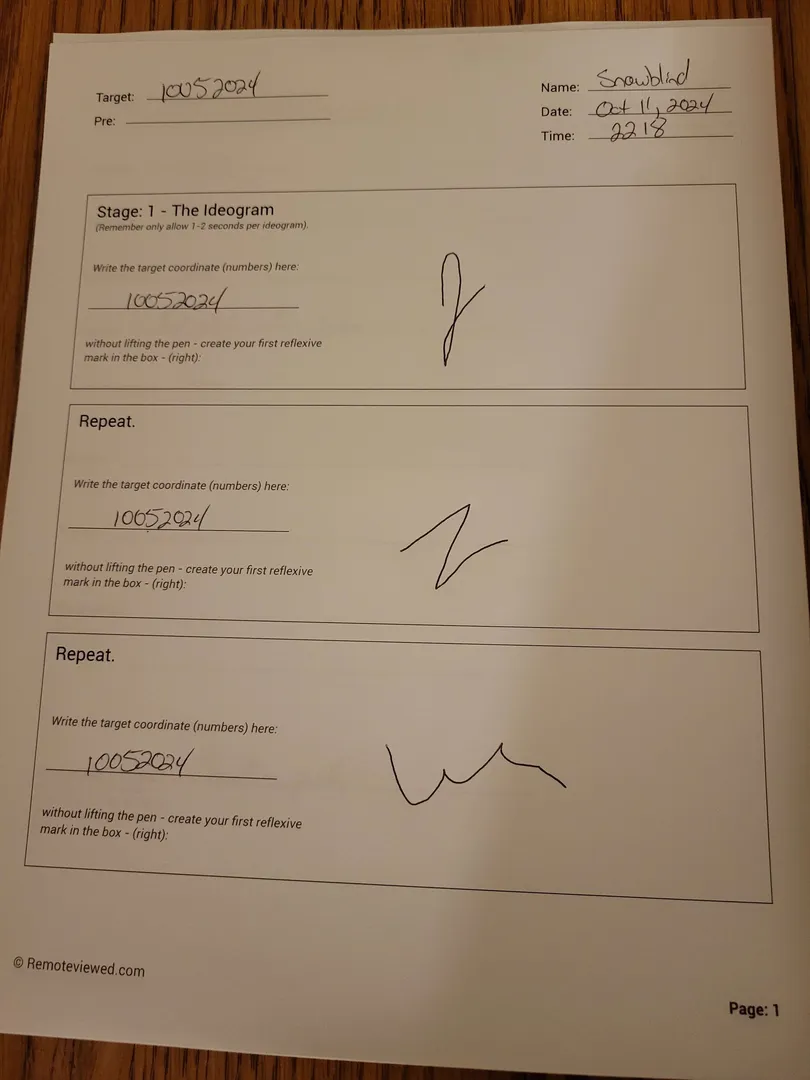 Target: 10052024
Pre:
Name: Snowblind
Date: Oct 11, 2024
Time: 2218
Stage: 1 - The Ideogram
(Remember only allow 1-2 seconds per ideogram).
Write the target coordinate (numbers) here:
10052024
without lifting the pen - create your first reflexive
mark in the box - (right):
Repeat.
Write the target coordinate (numbers) here:
10052024
without lifting the pen - create your first reflexive
mark in the box - (right):
Repeat.
Write the target coordinate (numbers) here:
10052024
without lifting the pen - create your first reflexive
mark in the box - (right):
© Remoteviewed.com
Page: 1